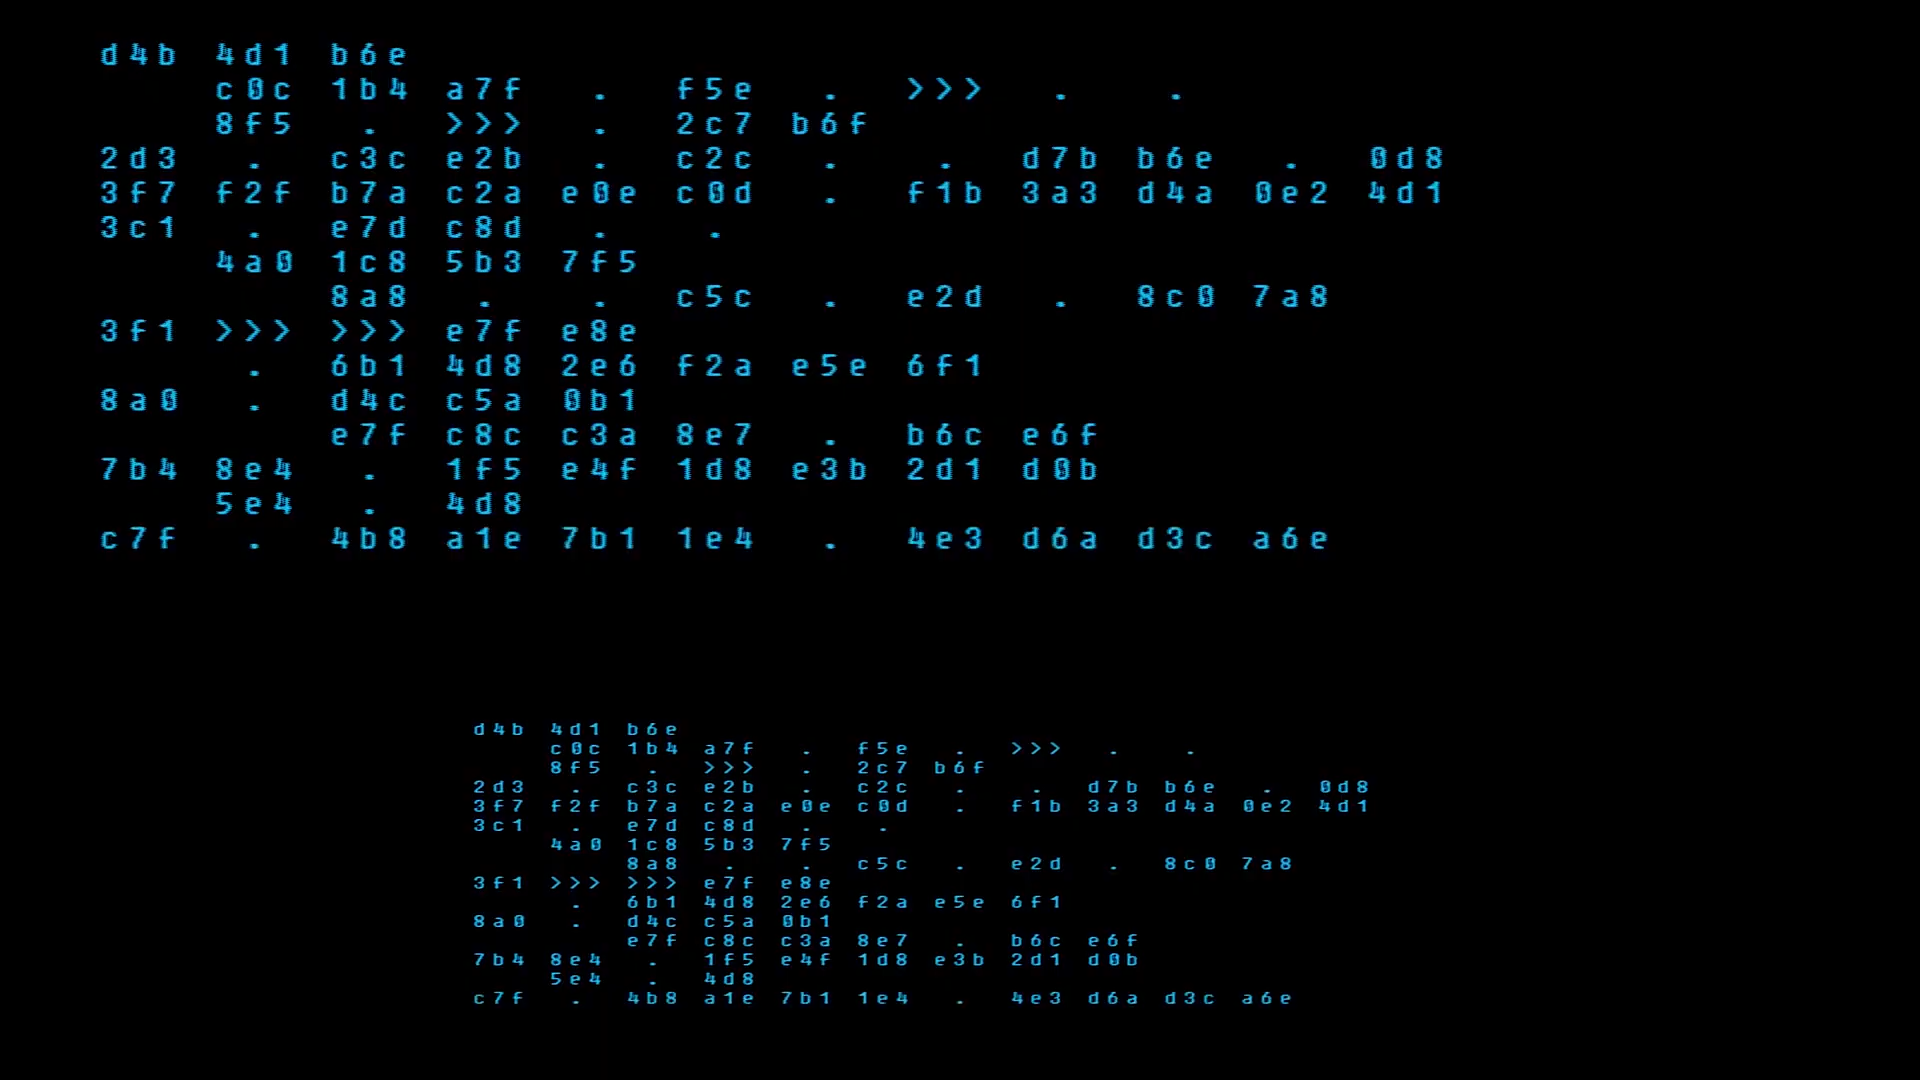 d4b 4d1 b6e
c0c 1b4 a7f . f5e . >>> . .
8f5 . >>> . 2c7 b6f
2d3 . c3c e2b . c2c . . d7b b6e . 0d8
3f7 f2f b7a c2a e0e c0d . f1b 3a3 d4a 0e2 4d1
3c1 . e7d c8d . .
4a0 1c8 5b3 7f5
8a8 . . c5c . e2d . 8c0 7a8
3f1 >>> >>> e7f e8e
. 6b1 4d8 2e6 f2a e5e 6f1
8a0 . d4c c5a 0b1
e7f c8c c3a 8e7 . b6c e6f
7b4 8e4 . 1f5 e4f 1d8 e3b 2d1 d0b
5e4 . 4d8
c7f . 4b8 a1e 7b1 1e4 . 4e3 d6a d3c a6e
d4b 4d1 b6e
c0c 1b4 a7f . f5e . >>> . .
8f5 . >>> . 2c7 b6f
2d3 . c3c e2b . c2c . . d7b b6e . 0d8
3f7 f2f b7a c2a e0e c0d . f1b 3a3 d4a 0e2 4d1
3c1 . e7d c8d . .
4a0 1c8 5b3 7f5
8a8 . . c5c . e2d . 8c0 7a8
3f1 >>> >>> e7f e8e
. 6b1 4d8 2e6 f2a e5e 6f1
8a0 . d4c c5a 0b1
e7f c8c c3a 8e7 . b6c e6f
7b4 8e4 . 1f5 e4f 1d8 e3b 2d1 d0b
5e4 . 4d8
c7f . 4b8 a1e 7b1 1e4 . 4e3 d6a d3c a6e